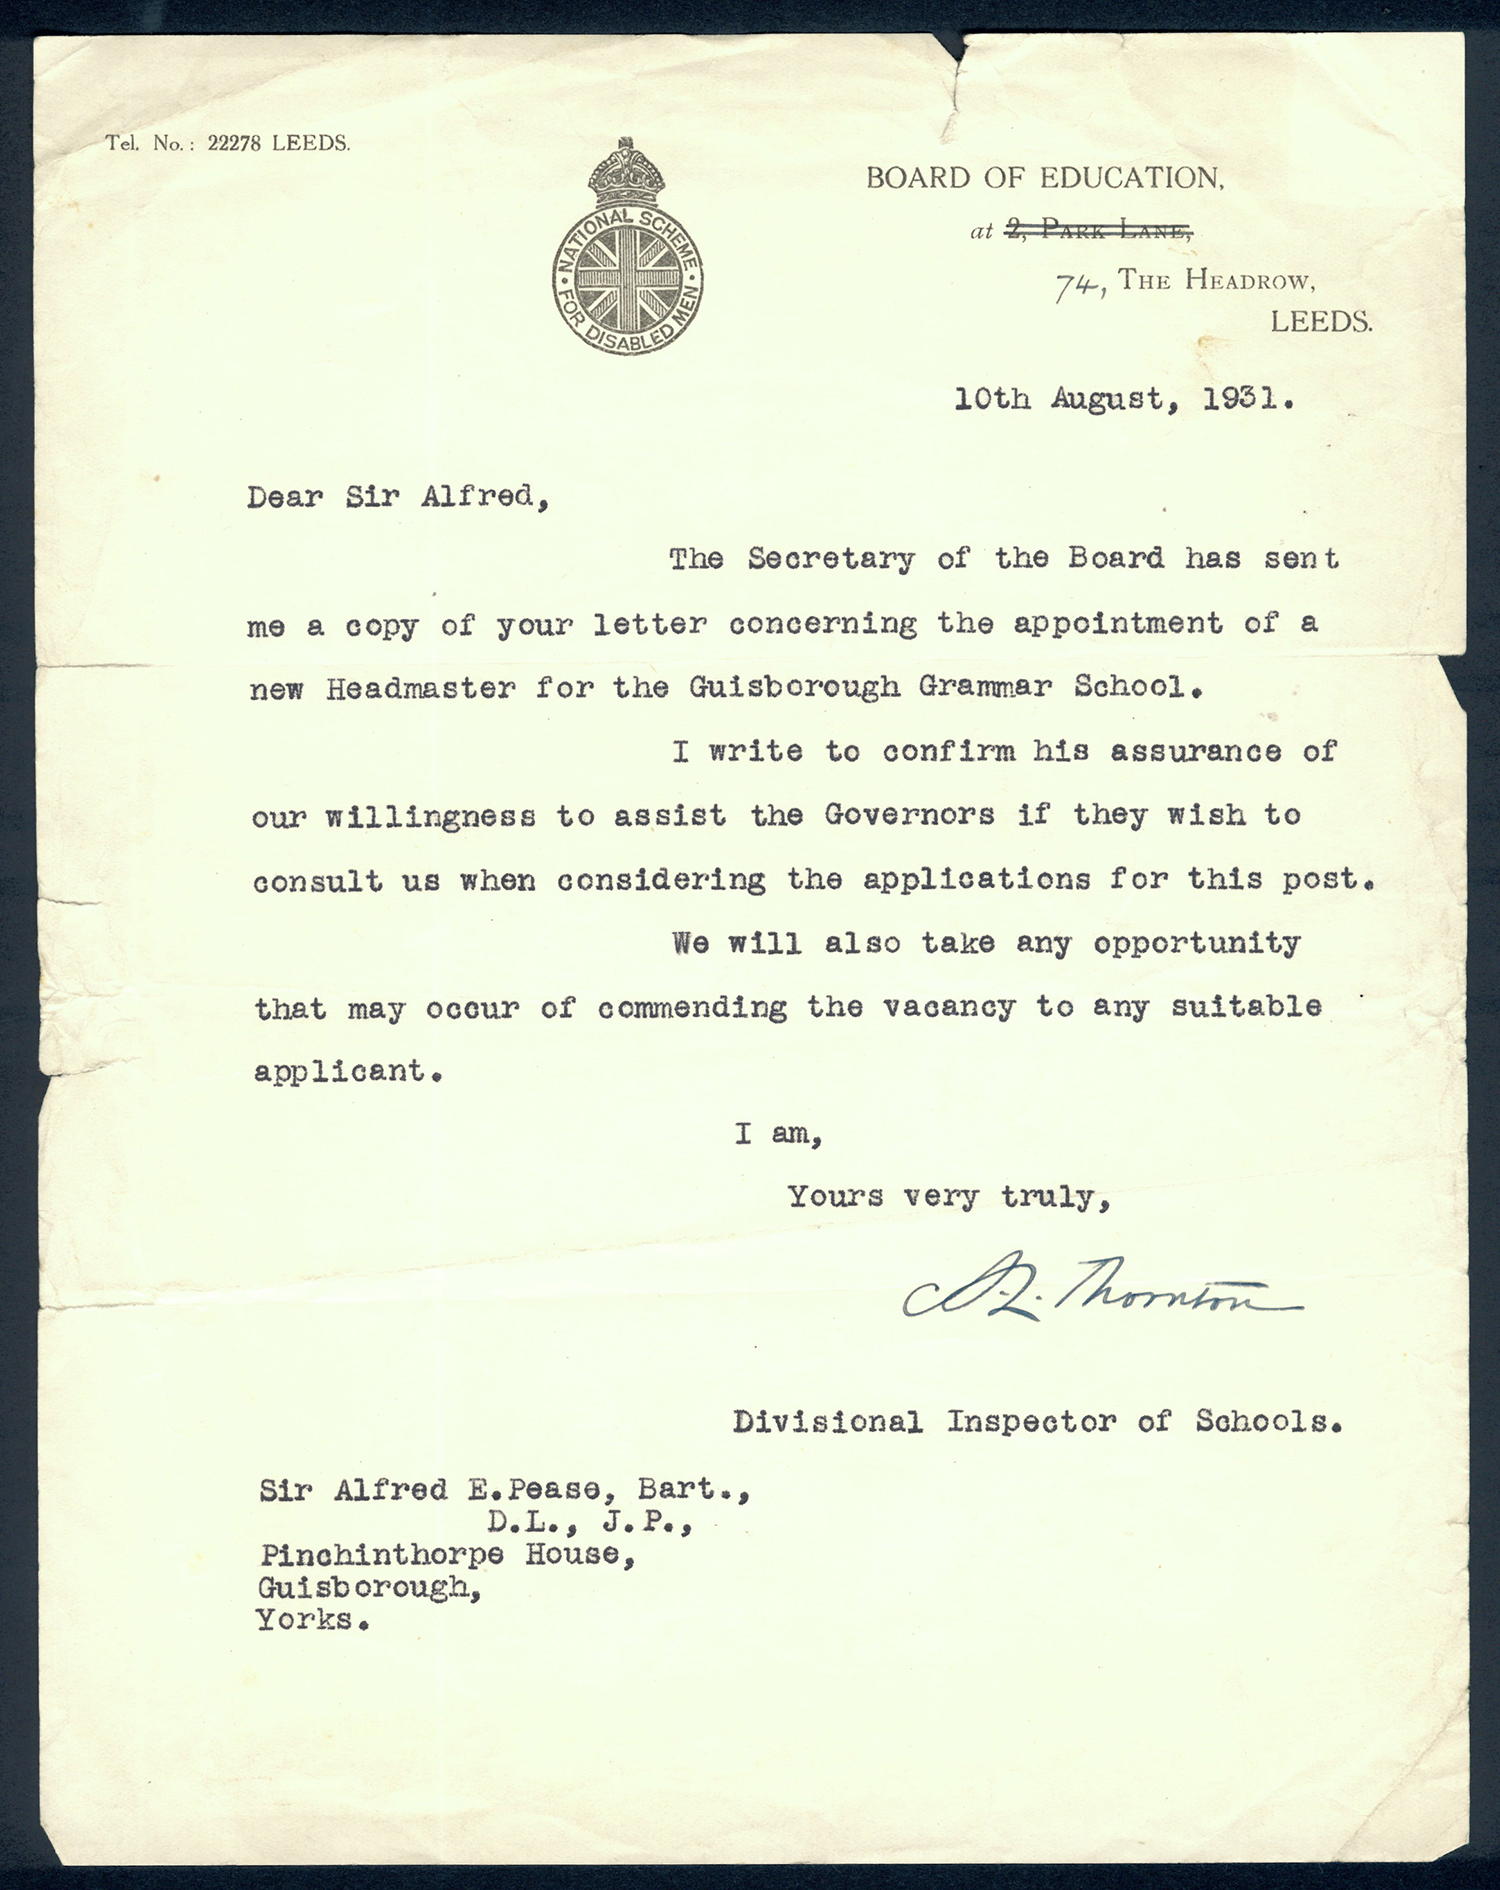 Tel. No.: 22278 LEEDS.
NATIONAL SCHEME
FOR DISABLED MEN
BOARD OF EDUCATION,
at 2, PARK LANE,
74, THE HEADROW,
LEEDS.
10th August, 1931.
Dear Sir Alfred,
The Secretary of the Board has sent
me a copy of your letter concerning the appointment of a
new Headmaster for the Guisborough Grammar School.
I write to confirm his assurance of
our willingness to assist the Governors if they wish to
consult us when considering the applications for this post.
We will also take any opportunity
that may occur of commending the vacancy to any suitable
applicant.
I am,
Yours very truly,
Thornton
Divisional Inspector of Schools.
Sir Alfred E.Pease, Bart.,
D.L., J.P.,
Pinchinthorpe House,
Guisborough,
Yorks.